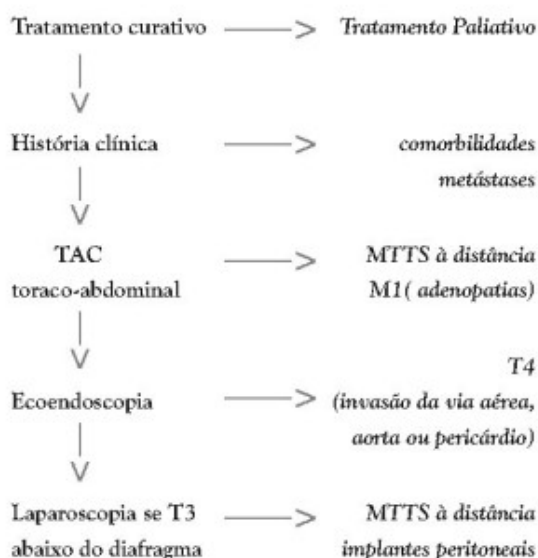 Tratamento curativo
Tratamento Paliativo
História clínica
comorbilidades
metástases
TAC
toraco-abdominal
MTTS à distância
M1( adenopatias)
Ecoendoscopia
T4
(invasão da via aérea,
aorta ou pericárdio)
Laparoscopia se T3
abaixo do diafragma
MTTS à distância
implantes peritoneais